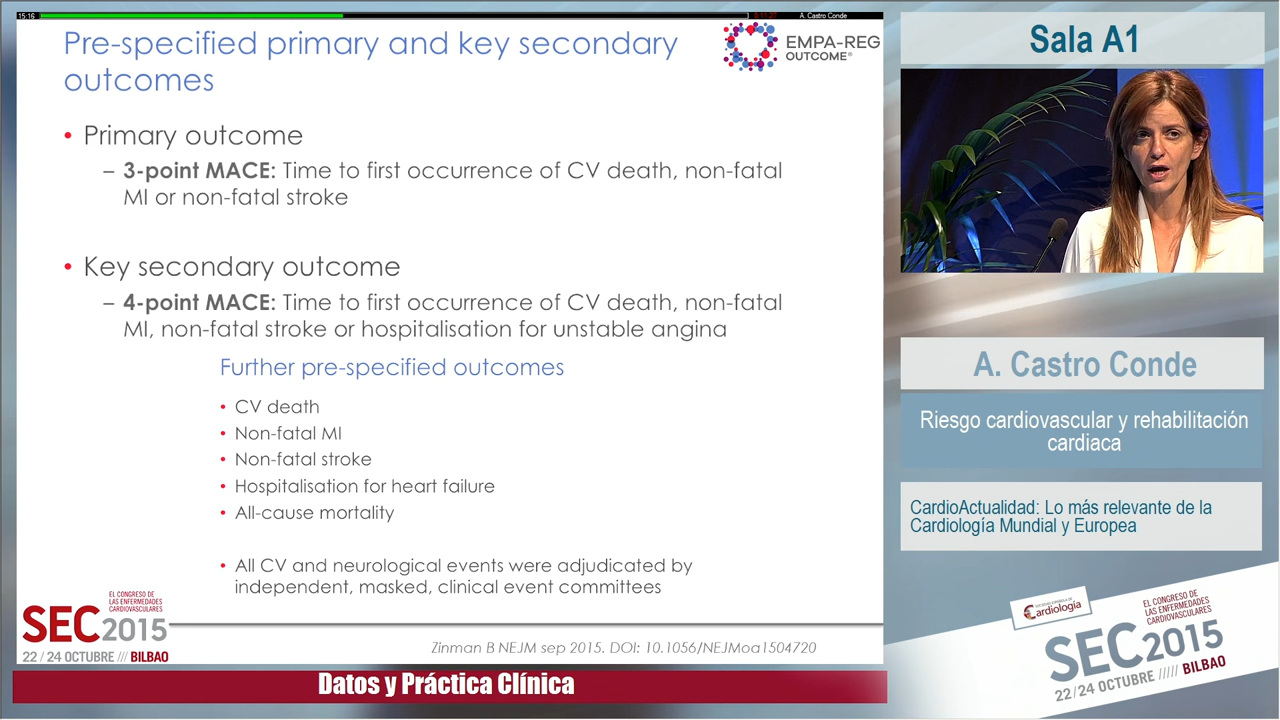 15:16
A. Castro Conde
Pre-specified primary and key secondary
outcomes
EMPA-REG
OUTCOME®
• Primary outcome
– 3-point MACE: Time to first occurrence of CV death, non-fatal
MI or non-fatal stroke
• Key secondary outcome
– 4-point MACE: Time to first occurrence of CV death, non-fatal
MI, non-fatal stroke or hospitalisation for unstable angina
Further pre-specified outcomes
• CV death
• Non-fatal MI
• Non-fatal stroke
• Hospitalisation for heart failure
• All-cause mortality
• All CV and neurological events were adjudicated by
independent, masked, clinical event committees
EL CONGRESO DE
LAS ENFERMEDADES
CARDIOVASCULARES
SEC2015
22 / 24 OCTUBRE /// BILBAO
Zinman B NEJM sep 2015. DOI: 10.1056/NEJMoa1504720
Datos y Práctica Clínica
Sala A1
A. Castro Conde
Riesgo cardiovascular y rehabilitación
cardiaca
CardioActualidad: Lo más relevante de la
Cardiología Mundial y Europea
SOCIEDAD ESPAÑOLA DE
Cardiología
EL CONGRESO DE
LAS ENFERMEDADES
CARDIOVASCULARES
SEC2015
22/24 OCTUBRE ///// BILBAO